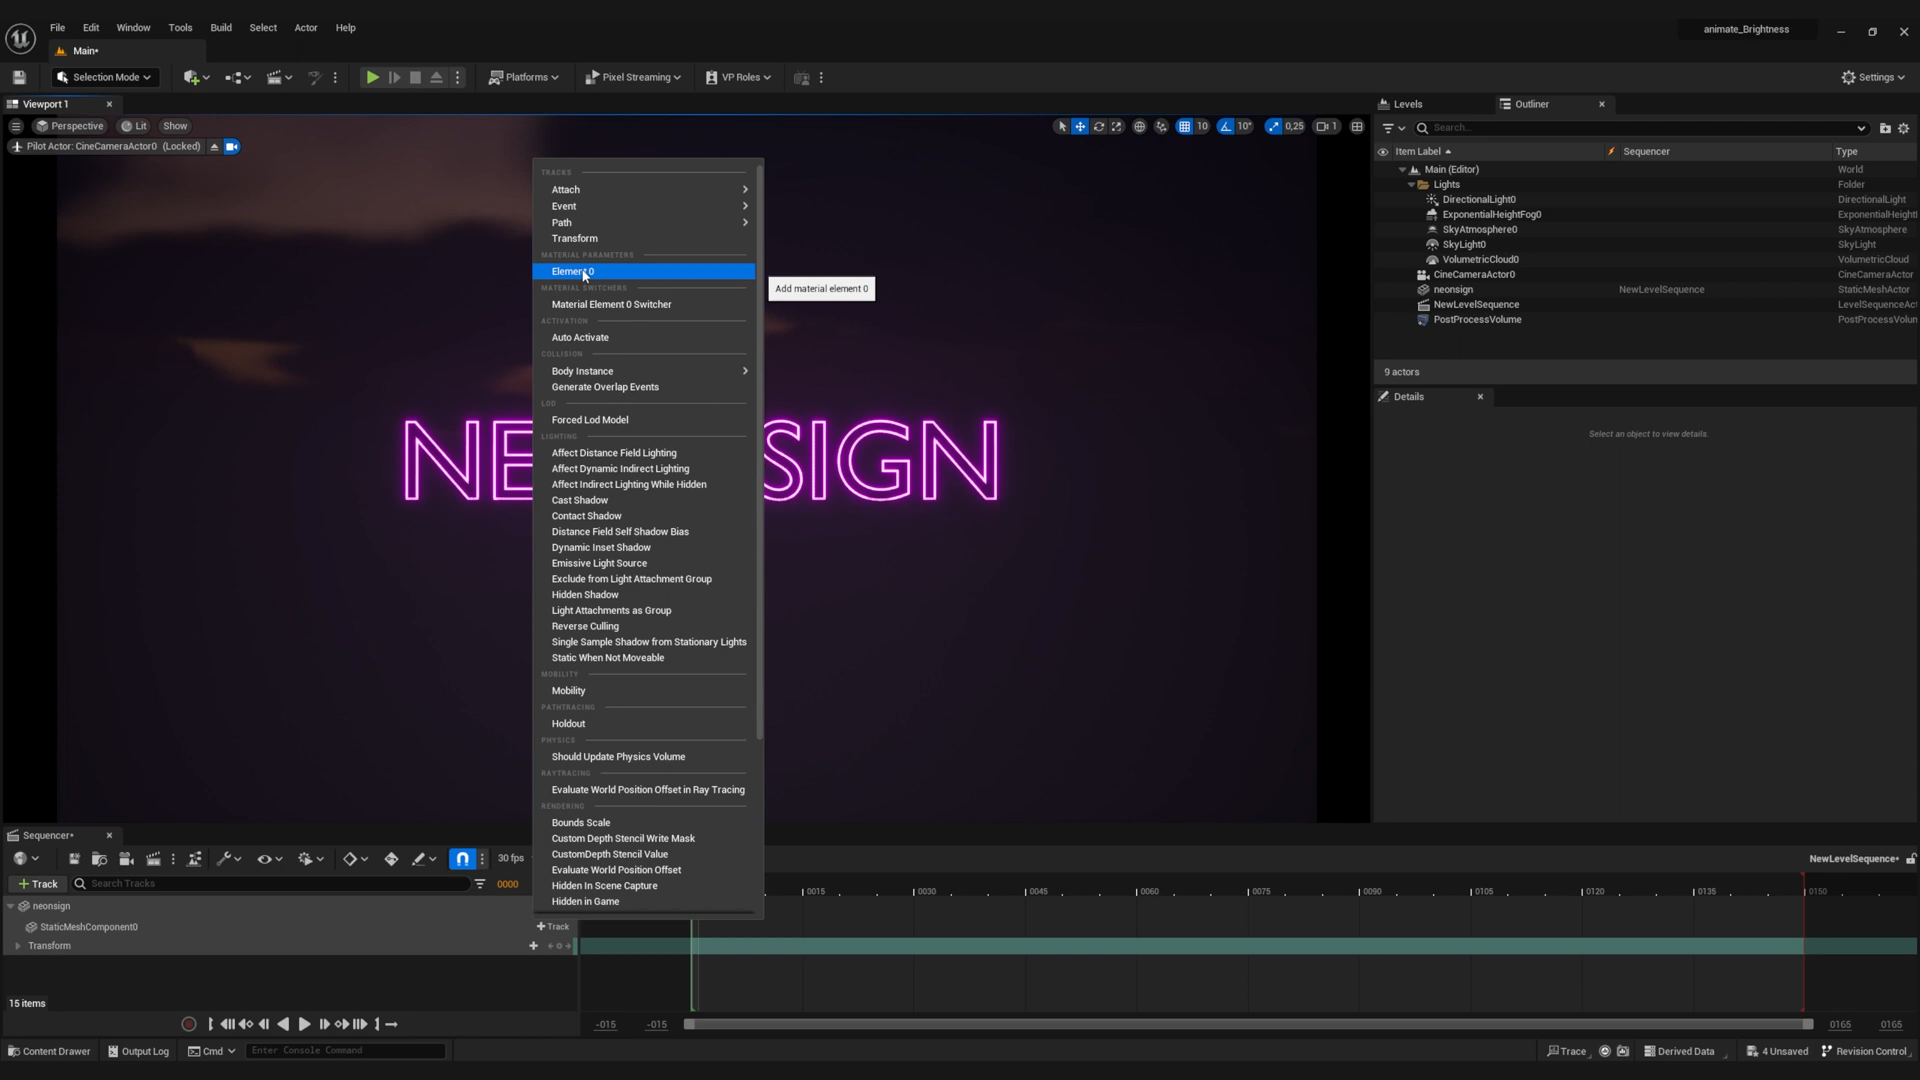 File Edit Window Tools Build Select Actor Help
animate_Brightness
Main*
Selection Mode Platforms Pixel Streaming VP Roles Settings
Viewport 1
Perspective Lit Show 10 10° 0,25 1
Pilot Actor: CineCameraActor0 (Locked)
TRACKS
Attach
Event
Path
Transform
MATERIAL PARAMETERS
Element 0
Add material element 0
MATERIAL SWITCHERS
Material Element 0 Switcher
ACTIVATION
Auto Activate
COLLISION
Body Instance
Generate Overlap Events
LOD
Forced Lod Model
LIGHTING
Affect Distance Field Lighting
Affect Dynamic Indirect Lighting
Affect Indirect Lighting While Hidden
Cast Shadow
Contact Shadow
Distance Field Self Shadow Bias
Dynamic Inset Shadow
Emissive Light Source
Exclude from Light Attachment Group
Hidden Shadow
Light Attachments as Group
Reverse Culling
Single Sample Shadow from Stationary Lights
Static When Not Moveable
MOBILITY
Mobility
PATHTRACING
Holdout
PHYSICS
Should Update Physics Volume
RAYTRACING
Evaluate World Position Offset in Ray Tracing
RENDERING
Bounds Scale
Custom Depth Stencil Write Mask
CustomDepth Stencil Value
Evaluate World Position Offset
Hidden In Scene Capture
Hidden in Game
NE SIGN
Levels Outliner
Search...
Item Label Sequencer Type
Main (Editor) World
Lights Folder
DirectionalLight0 DirectionalLight
ExponentialHeightFog0 ExponentialHeightI
SkyAtmosphere0 SkyAtmosphere
SkyLight0 SkyLight
VolumetricCloud0 VolumetricCloud
CineCameraActor0 CineCameraActor
neonsign NewLevelSequence StaticMeshActor
NewLevelSequence LevelSequenceAct
PostProcessVolume PostProcessVolun
9 actors
Details
Select an object to view details.
Sequencer*
30 fps
NewLevelSequence*
Track Search Tracks 0000
0015 0030 0045 0060 0075 0090 0105 0120 0135 0150
neonsign
StaticMeshComponent0 Track
Transform
15 items
-015 -015 0165 0165
Content Drawer Output Log Cmd Enter Console Command Trace Derived Data 4 Unsaved Revision Control